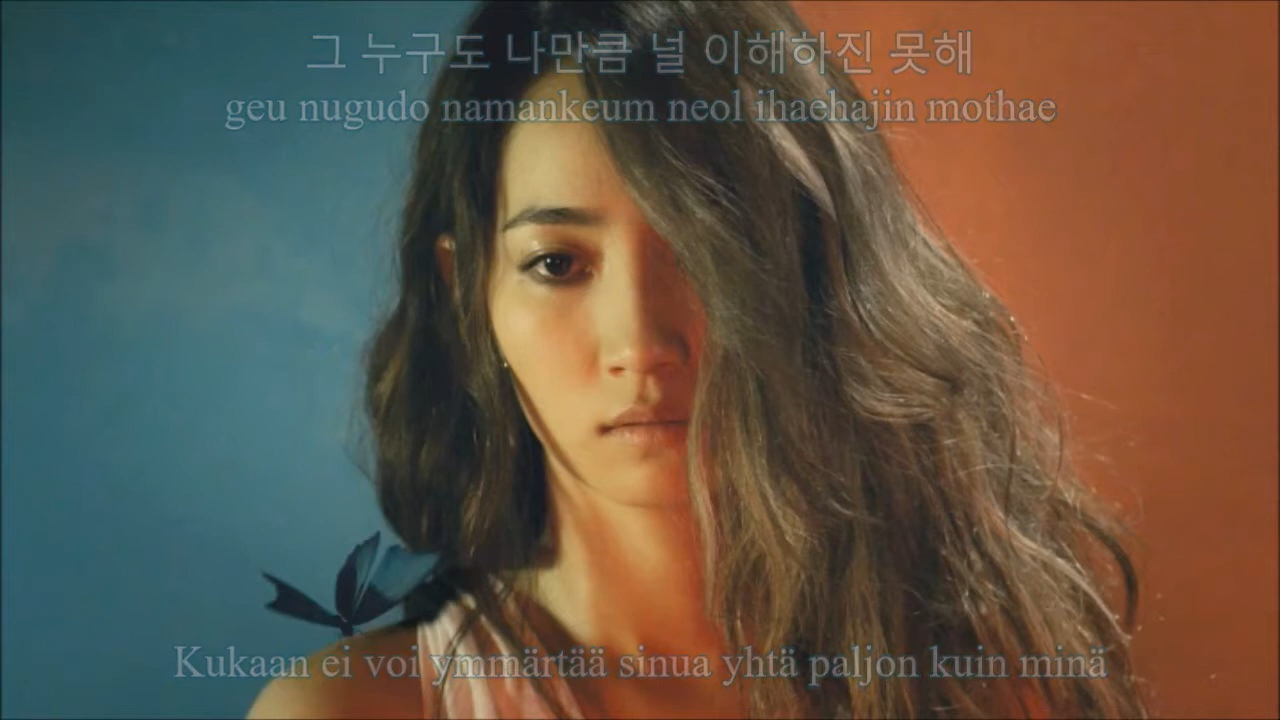 그 누구도 나만큼 널 이해하진 못해
geu nugudo namankeum neol ihaehajin mothae
Kukaan ei voi ymmärtää sinua yhtä paljon kuin minä